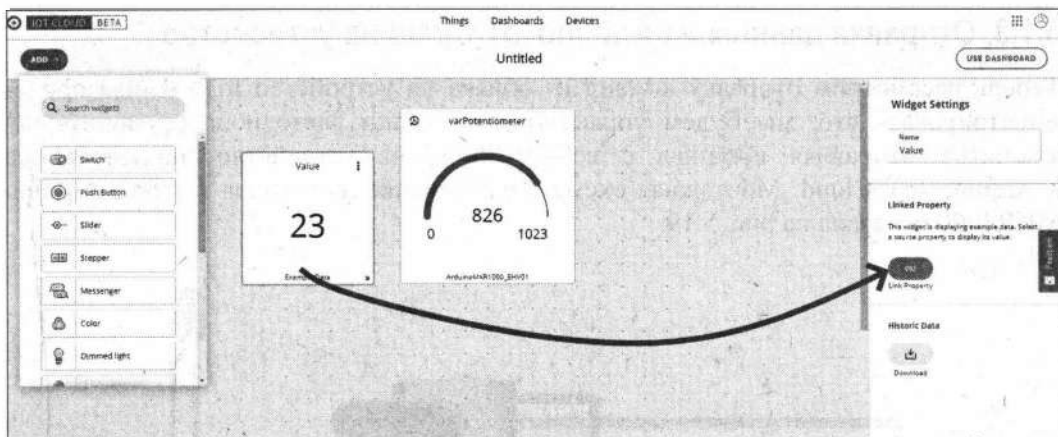 IOT CLOUD BETA
Things Dashboards Devices
ADD
Untitled
USE DASHBOARD
Search widgets
Switch
Push Button
Slider
Stepper
Messenger
Color
Dimmed light
Value
23
Example Data
varPotentiometer
826
0 1023
Widget Settings
Name
Value
Linked Property
This widget is displaying example data. Select
a source property to display its value.
Link Property
Historic Data
Download